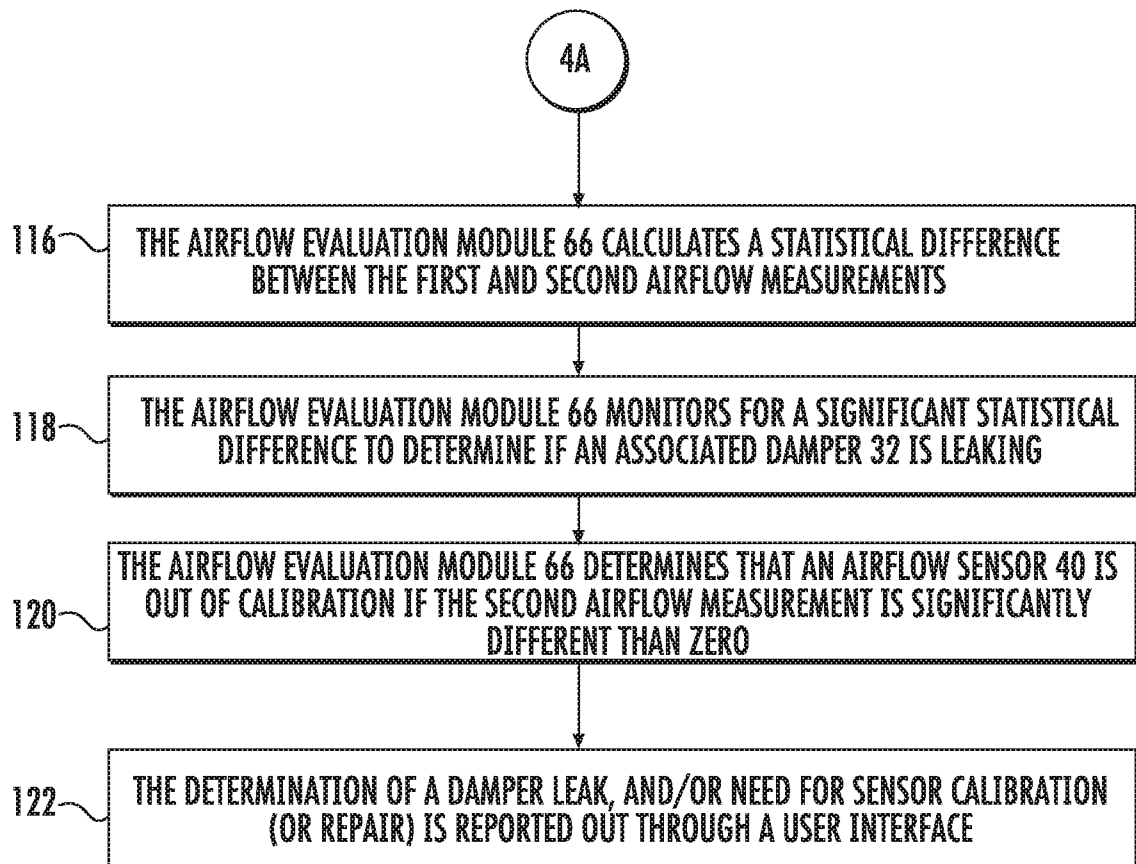 4A
116
THE AIRFLOW EVALUATION MODULE 66 CALCULATES A STATISTICAL DIFFERENCE
BETWEEN THE FIRST AND SECOND AIRFLOW MEASUREMENTS
118
THE AIRFLOW EVALUATION MODULE 66 MONITORS FOR A SIGNIFICANT STATISTICAL
DIFFERENCE TO DETERMINE IF AN ASSOCIATED DAMPER 32 IS LEAKING
120
THE AIRFLOW EVALUATION MODULE 66 DETERMINES THAT AN AIRFLOW SENSOR 40 IS
OUT OF CALIBRATION IF THE SECOND AIRFLOW MEASUREMENT IS SIGNIFICANTLY
DIFFERENT THAN ZERO
122
THE DETERMINATION OF A DAMPER LEAK, AND/OR NEED FOR SENSOR CALIBRATION
(OR REPAIR) IS REPORTED OUT THROUGH A USER INTERFACE